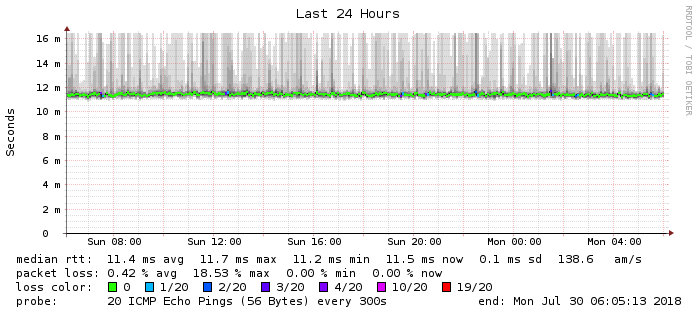 Last 24 Hours
RRDTOOL / TOBI OETIKER
Seconds
16 m
14 m
12 m
10 m
8 m
6 m
4 m
2 m
0
Sun 08:00 Sun 12:00 Sun 16:00 Sun 20:00 Mon 00:00 Mon 04:00
median rtt: 11.4 ms avg 11.7 ms max 11.2 ms min 11.5 ms now 0.1 ms sd 138.6 am/s
packet loss: 0.42 % avg 18.53 % max 0.00 % min 0.00 % now
loss color: 0 1/20 2/20 3/20 4/20 10/20 19/20
probe: 20 ICMP Echo Pings (56 Bytes) every 300s end: Mon Jul 30 06:05:13 2018